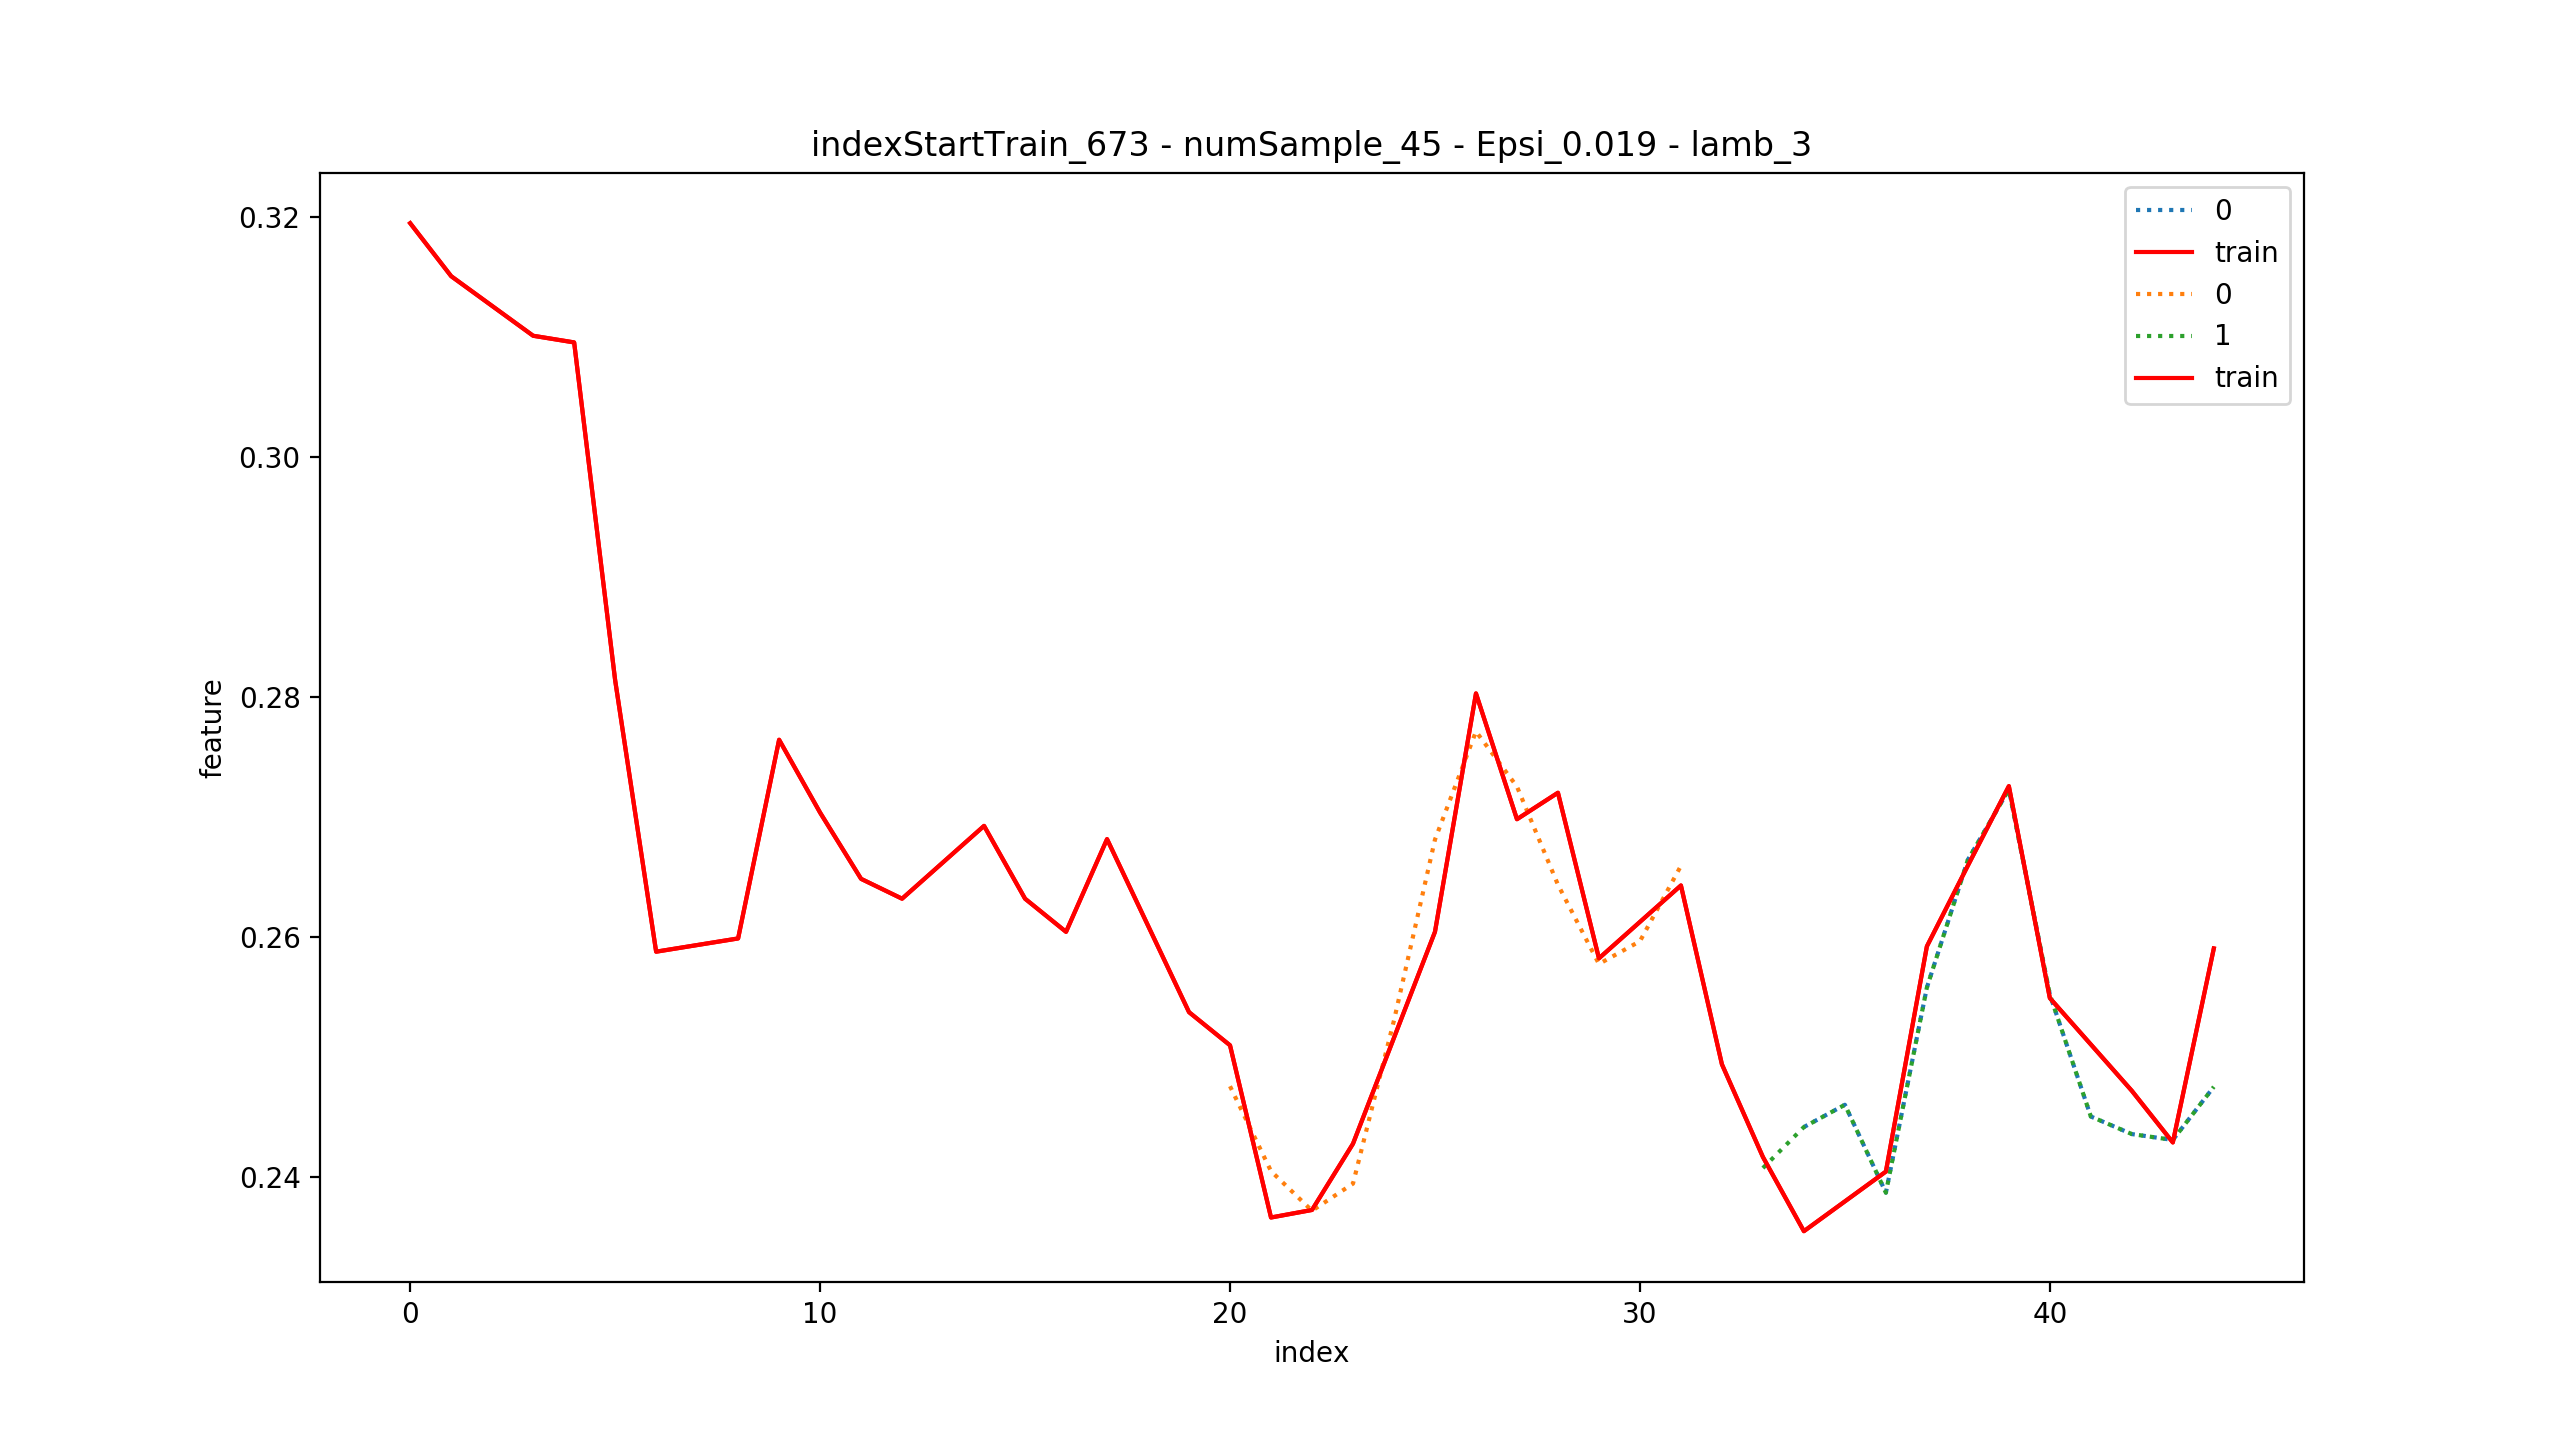 indexStartTrain_673 - numSample_45 - Epsi_0.019 - lamb_3
0
train
0
1
train
0.32
0.30
0.28
0.26
0.24
feature
0 10 20 30 40
index